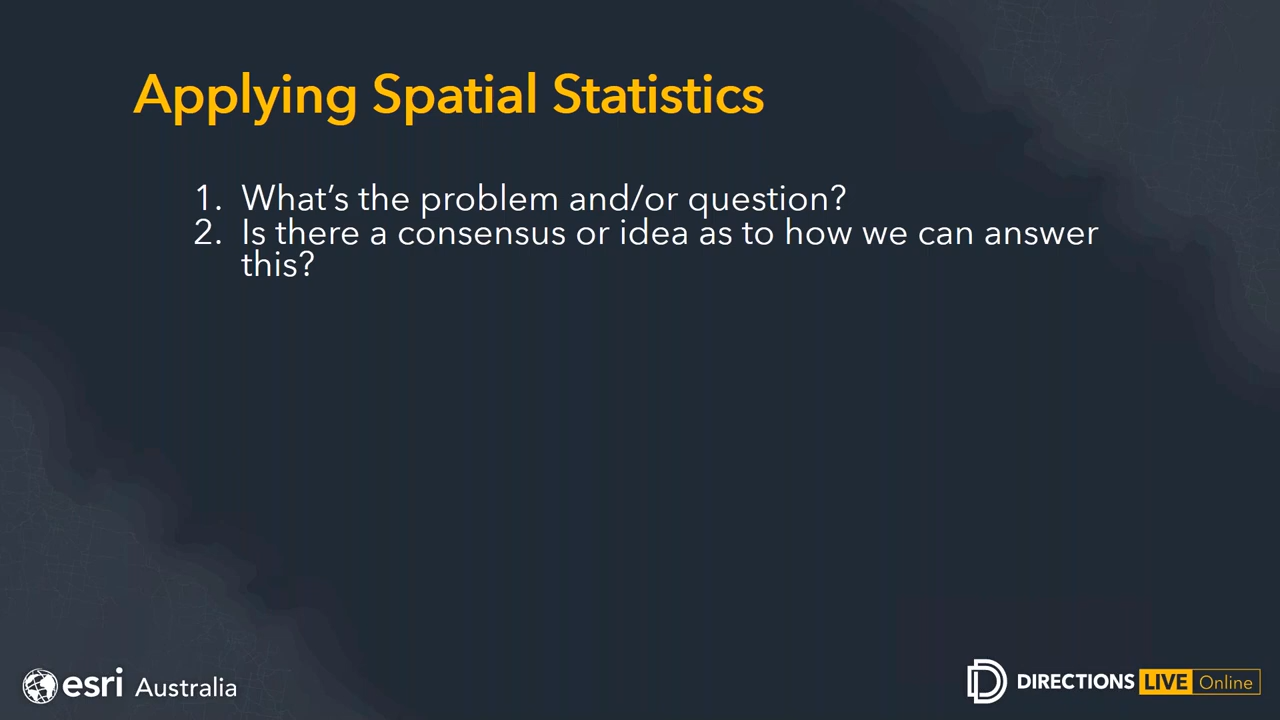 Applying Spatial Statistics
1. What’s the problem and/or question?
2. Is there a consensus or idea as to how we can answer
this?
esri Australia
DIRECTIONS LIVE Online